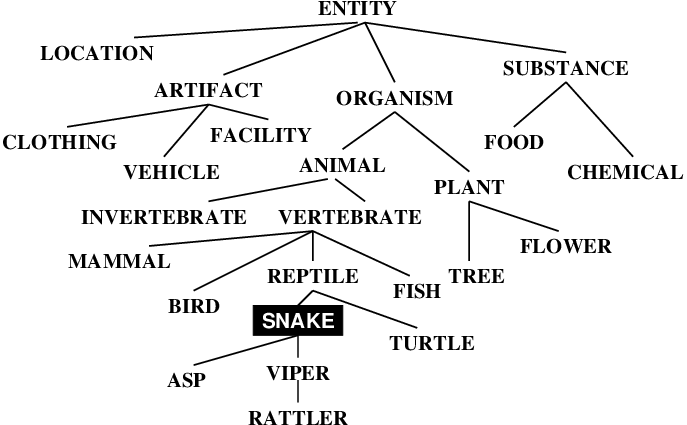 ENTITY
LOCATION
SUBSTANCE
ARTIFACT
ORGANISM
CLOTHING
FACILITY
FOOD
VEHICLE
ANIMAL
CHEMICAL
PLANT
INVERTEBRATE
VERTEBRATE
FLOWER
MAMMAL
REPTILE
TREE
FISH
BIRD
SNAKE
TURTLE
ASP
VIPER
RATTLER